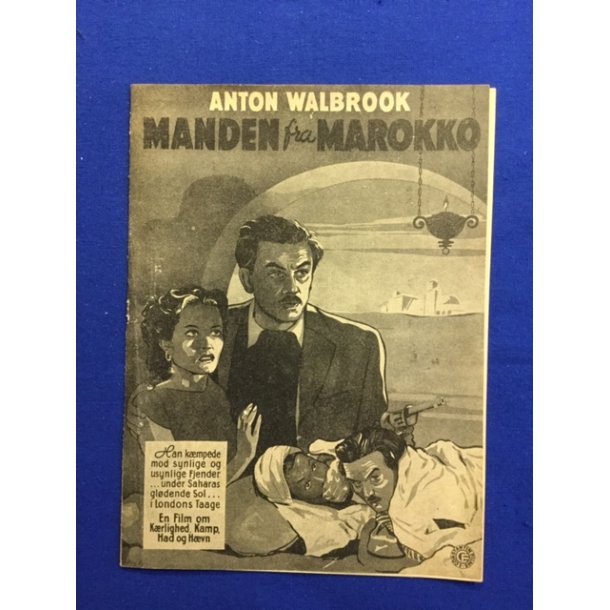 ANTON WALBROOK
MANDEN fra MAROKKO
Han kæmpede
mod synlige og
usynlige Fjender
...under Saharas
glødende Sol...
i Londons Taage
En Film om
Kærlighed, Kamp,
Had og Hævn